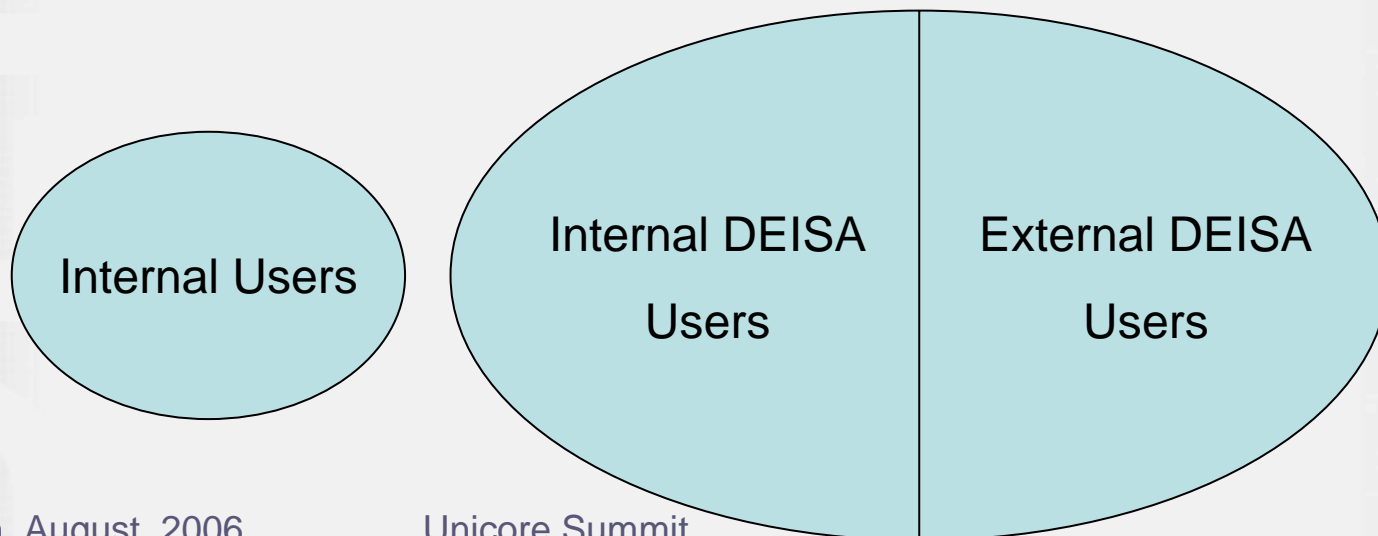 Internal Users
Internal DEISA
Users
External DEISA
Users
August, 2006
Unicore Summit